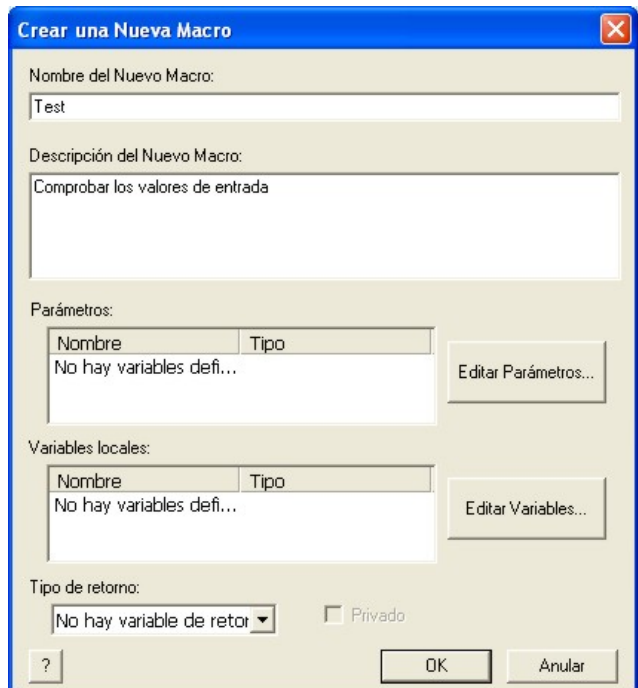 Crear una Nueva Macro
Nombre del Nuevo Macro:
Test
Descripción del Nuevo Macro:
Comprobar los valores de entrada
Parámetros:
Nombre Tipo
No hay variables defi...
Editar Parámetros...
Variables locales:
Nombre Tipo
No hay variables defi...
Editar Variables...
Tipo de retorno:
No hay variable de retor
Privado
? OK Anular